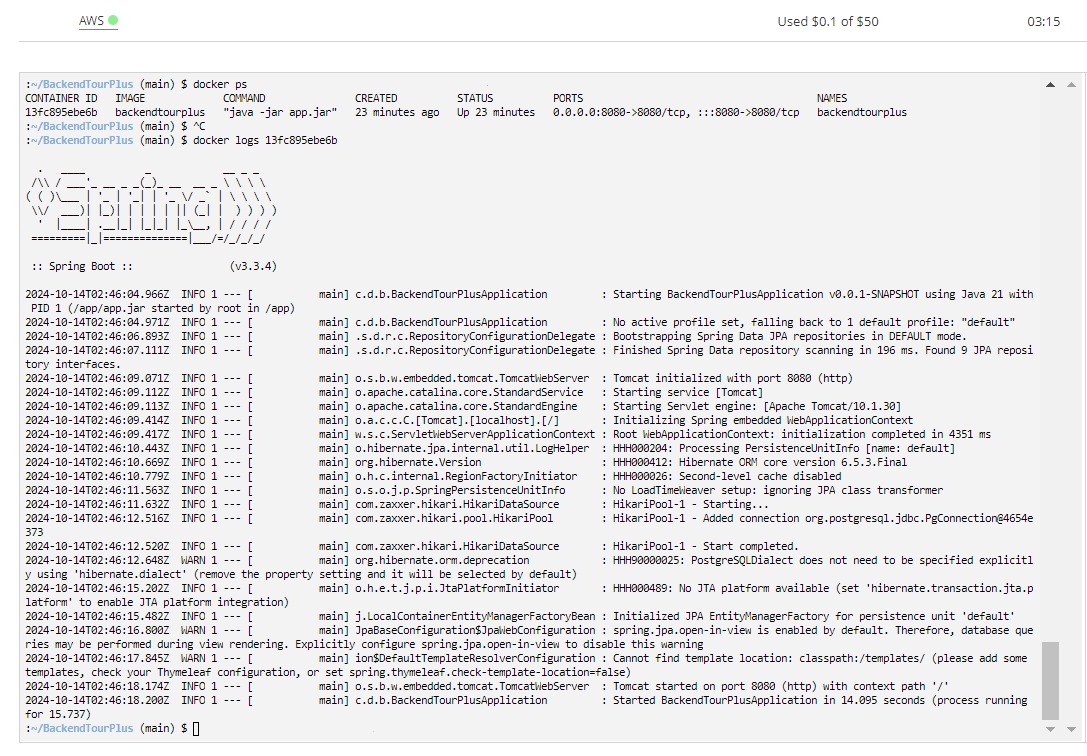 AWS Used $0.1 of $50 03:15
:~/BackendTourPlus (main) $ docker ps
CONTAINER ID   IMAGE             COMMAND               CREATED          STATUS          PORTS                                       NAMES
13fc895ebe6b   backendtourplus   "java -jar app.jar"   23 minutes ago   Up 23 minutes   0.0.0.0:8080->8080/tcp, :::8080->8080/tcp   backendtourplus
:~/BackendTourPlus (main) $ ^C
:~/BackendTourPlus (main) $ docker logs 13fc895ebe6b
  .   ____          _            __ _ _
 /\\ / ___'_ __ _ _(_)_ __  __ _ \ \ \ \
( ( )\___ | '_ | '_| | '_ \/ _` | \ \ \ \
 \\/  ___)| |_)| | | | | || (_| |  ) ) ) )
  '  |____| .__|_| |_|_| |_\__, | / / / /
 =========|_|==============|___/=/_/_/_/
 :: Spring Boot ::                (v3.3.4)
2024-10-14T02:46:04.966Z  INFO 1 --- [           main] c.d.b.BackendTourPlusApplication         : Starting BackendTourPlusApplication v0.0.1-SNAPSHOT using Java 21 with
 PID 1 (/app/app.jar started by root in /app)
2024-10-14T02:46:04.971Z  INFO 1 --- [           main] c.d.b.BackendTourPlusApplication         : No active profile set, falling back to 1 default profile: "default"
2024-10-14T02:46:06.893Z  INFO 1 --- [           main] .s.d.r.c.RepositoryConfigurationDelegate : Bootstrapping Spring Data JPA repositories in DEFAULT mode.
2024-10-14T02:46:07.111Z  INFO 1 --- [           main] .s.d.r.c.RepositoryConfigurationDelegate : Finished Spring Data repository scanning in 196 ms. Found 9 JPA reposi
tory interfaces.
2024-10-14T02:46:09.071Z  INFO 1 --- [           main] o.s.b.w.embedded.tomcat.TomcatWebServer  : Tomcat initialized with port 8080 (http)
2024-10-14T02:46:09.112Z  INFO 1 --- [           main] o.apache.catalina.core.StandardService   : Starting service [Tomcat]
2024-10-14T02:46:09.113Z  INFO 1 --- [           main] o.apache.catalina.core.StandardEngine    : Starting Servlet engine: [Apache Tomcat/10.1.30]
2024-10-14T02:46:09.414Z  INFO 1 --- [           main] o.a.c.c.C.[Tomcat].[localhost].[/]       : Initializing Spring embedded WebApplicationContext
2024-10-14T02:46:09.417Z  INFO 1 --- [           main] w.s.c.ServletWebServerApplicationContext : Root WebApplicationContext: initialization completed in 4351 ms
2024-10-14T02:46:10.443Z  INFO 1 --- [           main] o.hibernate.jpa.internal.util.LogHelper  : HHH000204: Processing PersistenceUnitInfo [name: default]
2024-10-14T02:46:10.669Z  INFO 1 --- [           main] org.hibernate.Version                    : HHH000412: Hibernate ORM core version 6.5.3.Final
2024-10-14T02:46:10.779Z  INFO 1 --- [           main] o.h.c.internal.RegionFactoryInitiator    : HHH000026: Second-level cache disabled
2024-10-14T02:46:11.563Z  INFO 1 --- [           main] o.s.o.j.p.SpringPersistenceUnitInfo      : No LoadTimeWeaver setup: ignoring JPA class transformer
2024-10-14T02:46:11.632Z  INFO 1 --- [           main] com.zaxxer.hikari.HikariDataSource       : HikariPool-1 - Starting...
2024-10-14T02:46:12.516Z  INFO 1 --- [           main] com.zaxxer.hikari.pool.HikariPool        : HikariPool-1 - Added connection org.postgresql.jdbc.PgConnection@4654e
373
2024-10-14T02:46:12.520Z  INFO 1 --- [           main] com.zaxxer.hikari.HikariDataSource       : HikariPool-1 - Start completed.
2024-10-14T02:46:12.648Z  WARN 1 --- [           main] org.hibernate.orm.deprecation            : HHH90000025: PostgreSQLDialect does not need to be specified explicitl
y using 'hibernate.dialect' (remove the property setting and it will be selected by default)
2024-10-14T02:46:15.202Z  INFO 1 --- [           main] o.h.e.t.j.p.i.JtaPlatformInitiator       : HHH000489: No JTA platform available (set 'hibernate.transaction.jta.p
latform' to enable JTA platform integration)
2024-10-14T02:46:15.482Z  INFO 1 --- [           main] j.LocalContainerEntityManagerFactoryBean : Initialized JPA EntityManagerFactory for persistence unit 'default'
2024-10-14T02:46:16.800Z  WARN 1 --- [           main] JpaBaseConfiguration$JpaWebConfiguration : spring.jpa.open-in-view is enabled by default. Therefore, database que
ries may be performed during view rendering. Explicitly configure spring.jpa.open-in-view to disable this warning
2024-10-14T02:46:17.845Z  WARN 1 --- [           main] ion$DefaultTemplateResolverConfiguration : Cannot find template location: classpath:/templates/ (please add some
templates, check your Thymeleaf configuration, or set spring.thymeleaf.check-template-location=false)
2024-10-14T02:46:18.174Z  INFO 1 --- [           main] o.s.b.w.embedded.tomcat.TomcatWebServer  : Tomcat started on port 8080 (http) with context path '/'
2024-10-14T02:46:18.200Z  INFO 1 --- [           main] c.d.b.BackendTourPlusApplication         : Started BackendTourPlusApplication in 14.095 seconds (process running
for 15.737)
:~/BackendTourPlus (main) $